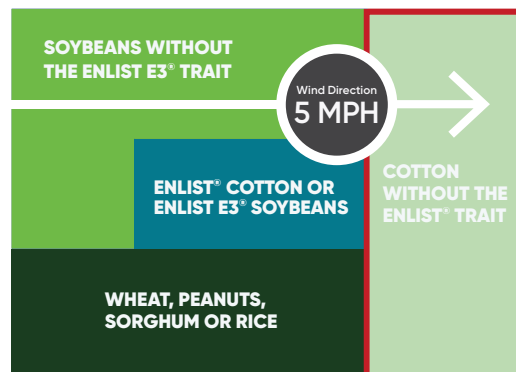 SOYBEANS WITHOUT
THE ENLIST E3® TRAIT
Wind Direction
5 MPH
ENLIST® COTTON OR
ENLIST E3® SOYBEANS
COTTON
WITHOUT THE
ENLIST® TRAIT
WHEAT, PEANUTS,
SORGHUM OR RICE